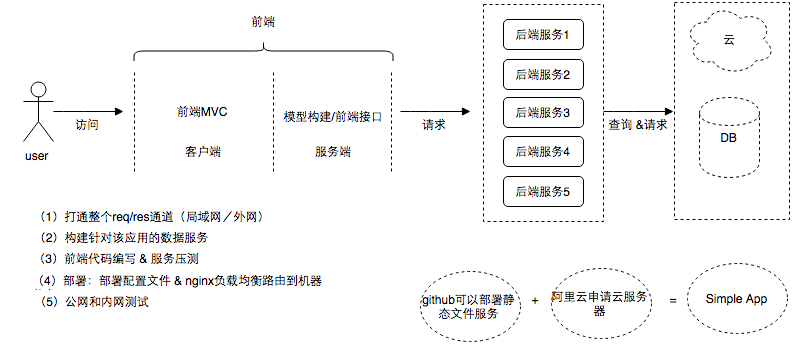 前端
user
访问
前端MVC
客户端
模型构建/前端接口
服务端
请求
后端服务1
后端服务2
后端服务3
后端服务4
后端服务5
查询 &请求
云
DB
（1）打通整个req/res通道（局域网／外网）
（2）构建针对该应用的数据服务
（3）前端代码编写 & 服务压测
（4）部署：部署配置文件 & nginx负载均衡路由到机器
（5）公网和内网测试
github可以部署静
态文件服务
+
阿里云申请云服务
器
=
Simple App